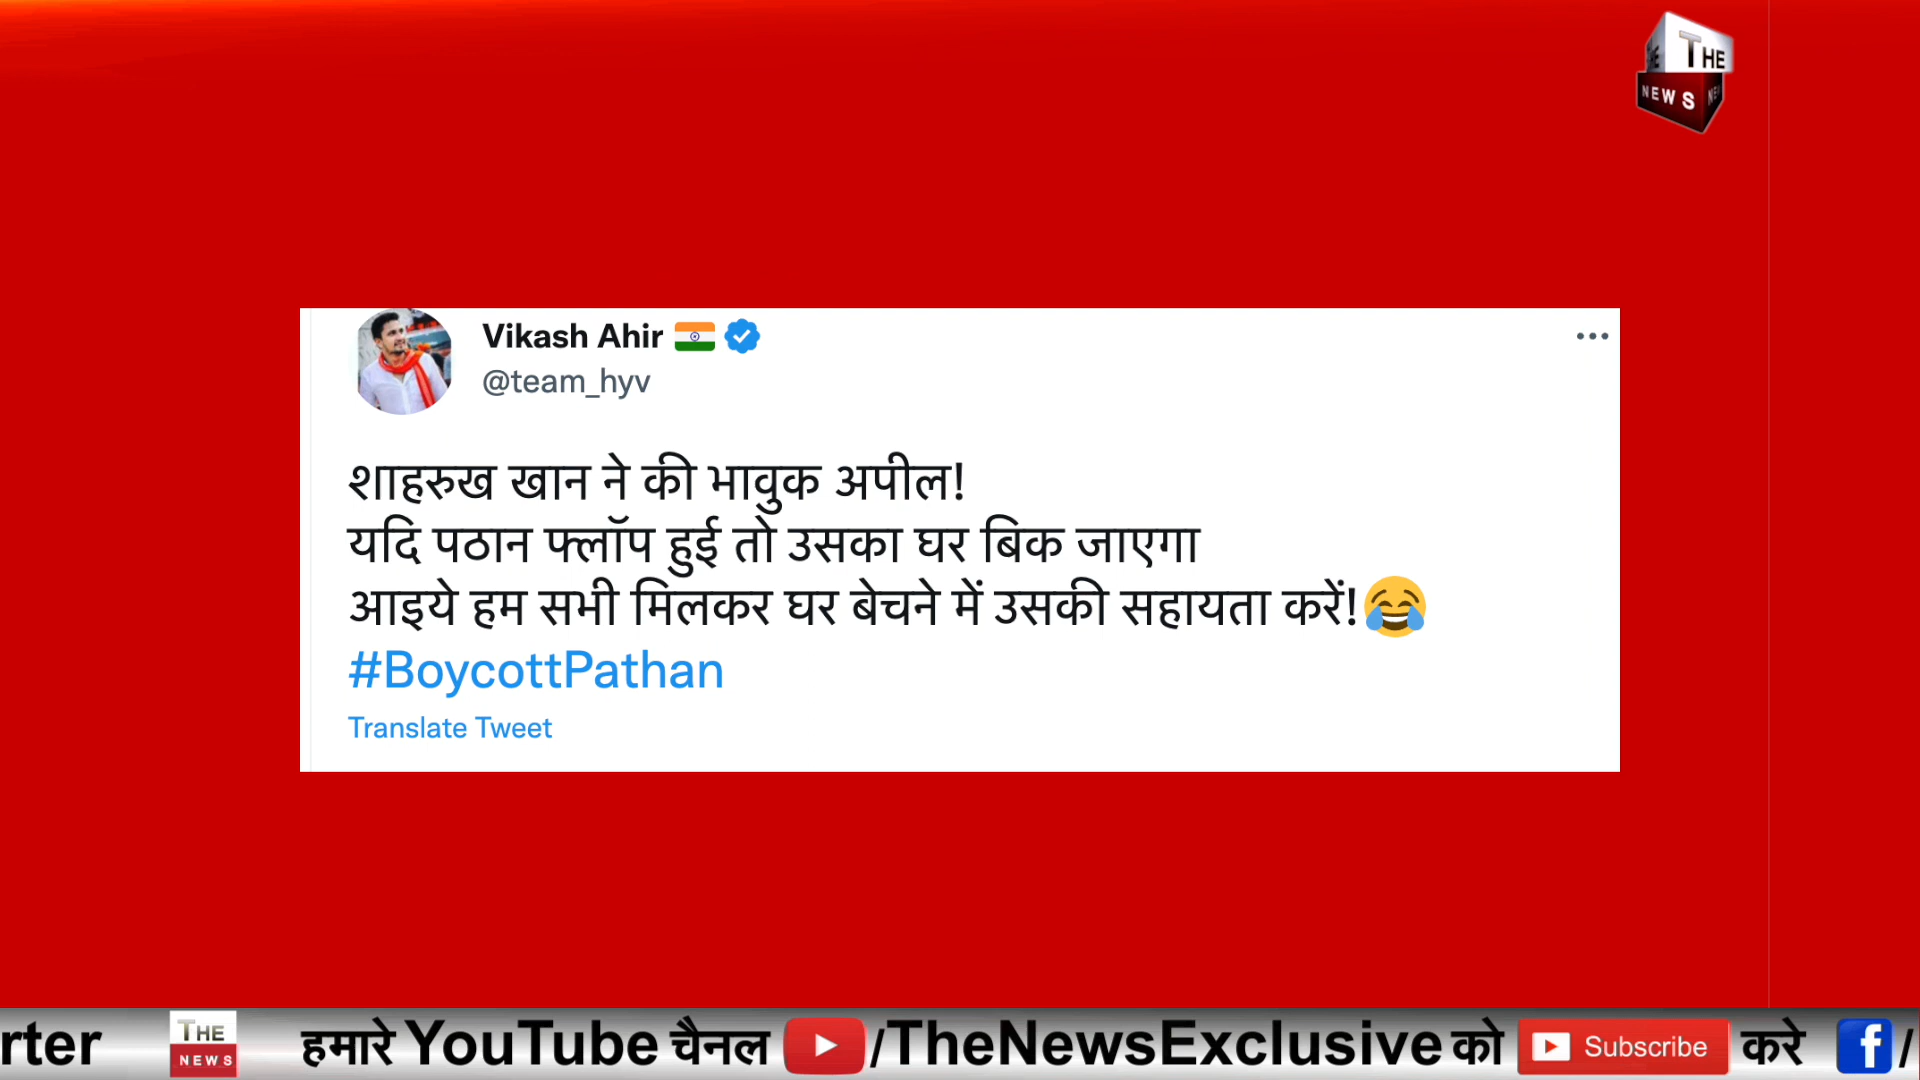 THE
NEWS
Vikash Ahir
@team_hyv
शाहरुख खान ने की भावुक अपील!
यदि पठान फ्लॉप हुई तो उसका घर बिक जाएगा
आइये हम सभी मिलकर घर बेचने में उसकी सहायता करें!😂
#BoycottPathan
Translate Tweet
rter THE NEWS हमारे YouTube चैनल /TheNewsExclusive को Subscribe करे f /